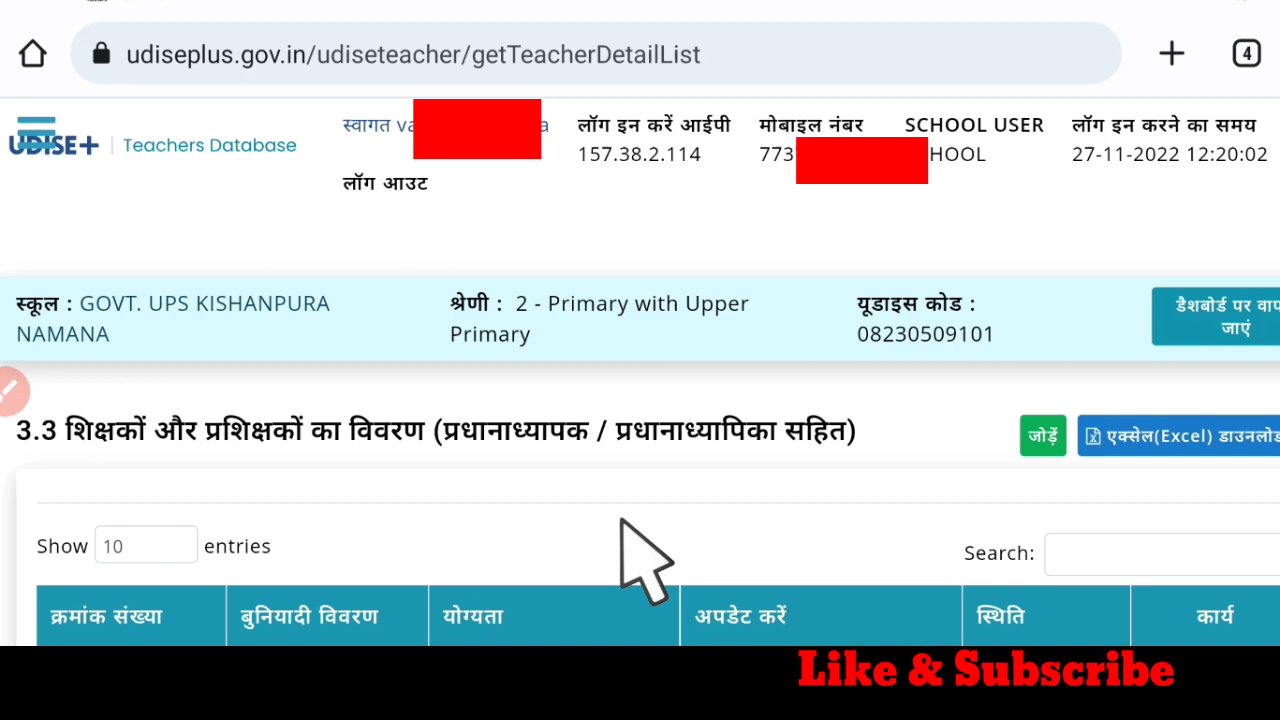 udiseplus.gov.in/udiseteacher/getTeacherDetailList
4
UDISE+ | Teachers Database
स्वागत
लॉग इन करें आईपी
मोबाइल नंबर
SCHOOL USER
लॉग इन करने का समय
157.38.2.114
773
HOOL
27-11-2022 12:20:02
लॉग आउट
स्कूल : GOVT. UPS KISHANPURA
NAMANA
श्रेणी : 2 - Primary with Upper
Primary
यूडाइस कोड :
08230509101
डैशबोर्ड पर
जाएं
3.3 शिक्षकों और प्रशिक्षकों का विवरण (प्रधानाध्यापक / प्रधानाध्यापिका सहित)
जोड़ें
एक्सेल(Excel)
Show 10 entries
Search:
क्रमांक संख्या
बुनियादी विवरण
योग्यता
अपडेट करें
स्थिति
कार्य
Like & Subscribe